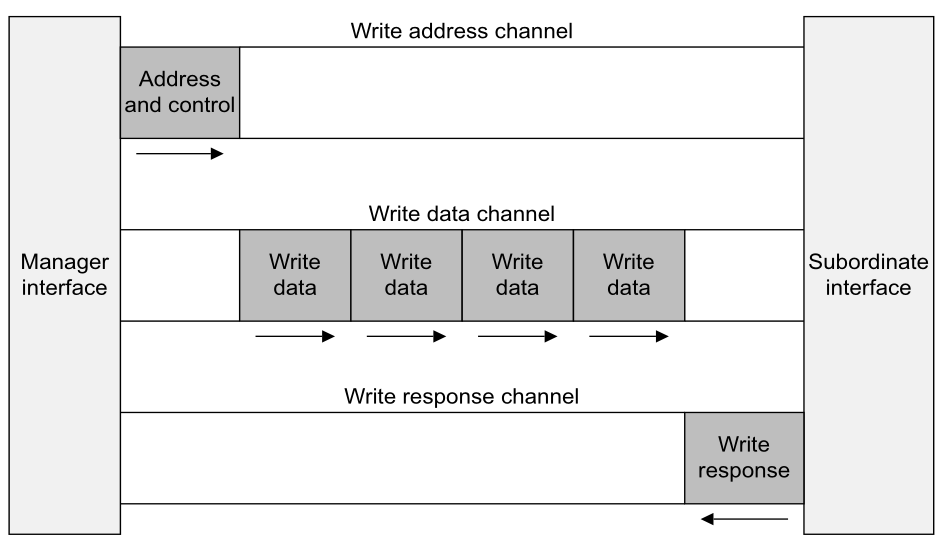 Write address channel
Address
and control
Write data channel
Manager
interface
Write
data
Write
data
Write
data
Write
data
Subordinate
interface
Write response channel
Write
response